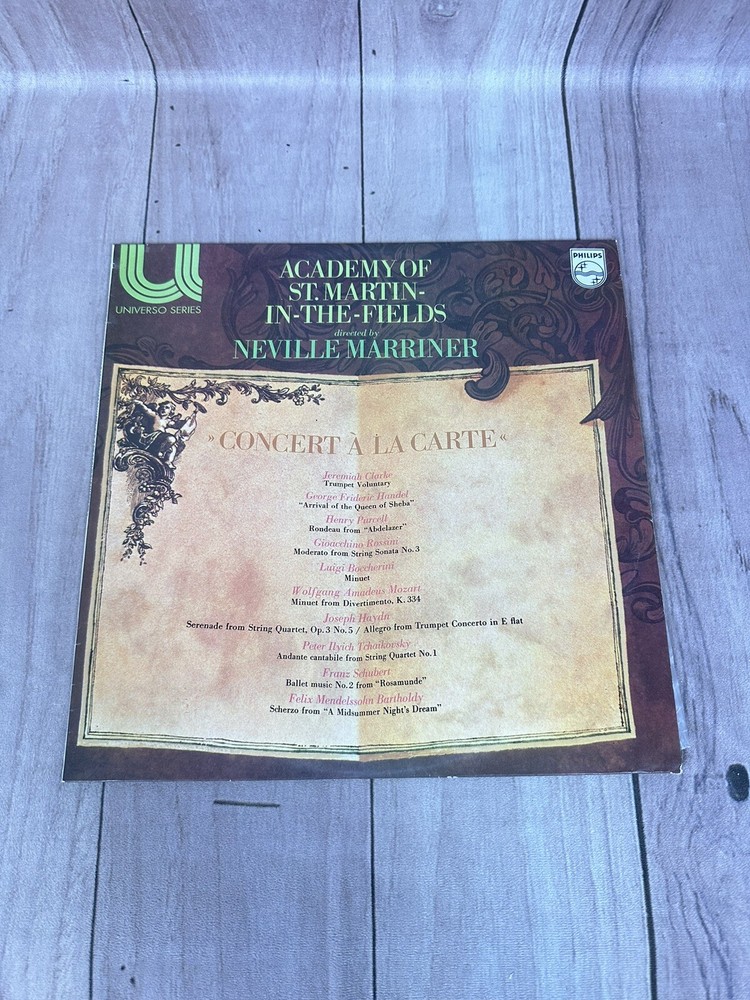 UNIVERSO SERIES
ACADEMY OF
ST. MARTIN-
IN-THE-FIELDS
directed by
NEVILLE MARRINER
PHILIPS
»CONCERT À LA CARTE«
Jeremiah Clarke
Trumpet Voluntary
George Frideric Handel
"Arrival of the Queen of Sheba"
Henry Purcell
Rondeau from "Abdelazer"
Gioacchino Rossini
Moderato from String Sonata No. 3
Luigi Boccherini
Minuet
Wolfgang Amadeus Mozart
Minuet from Divertimento, K. 334
Joseph Haydn
Serenade from String Quartet, Op. 3 No. 5 / Allegro from Trumpet Concerto in E flat
Peter Ilyich Tchaikovsky
Andante cantabile from String Quartet No. 1
Franz Schubert
Ballet music No. 2 from "Rosamunde"
Felix Mendelssohn Bartholdy
Scherzo from "A Midsummer Night's Dream"